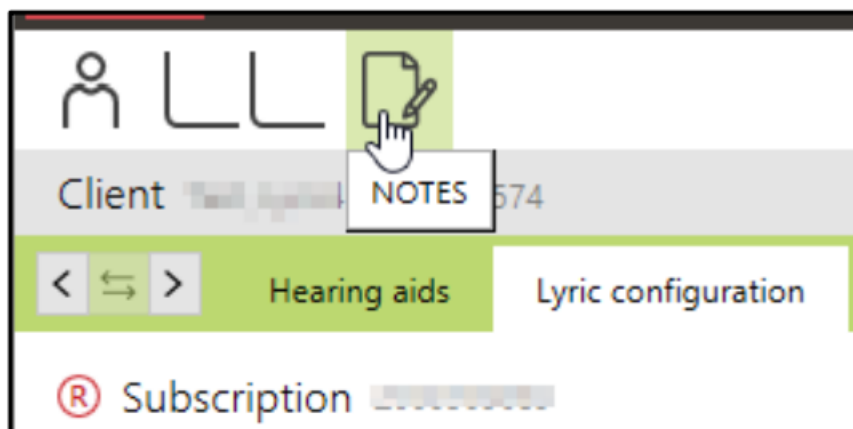 NOTES
Client 574
< > Hearing aids Lyric configuration
R Subscription